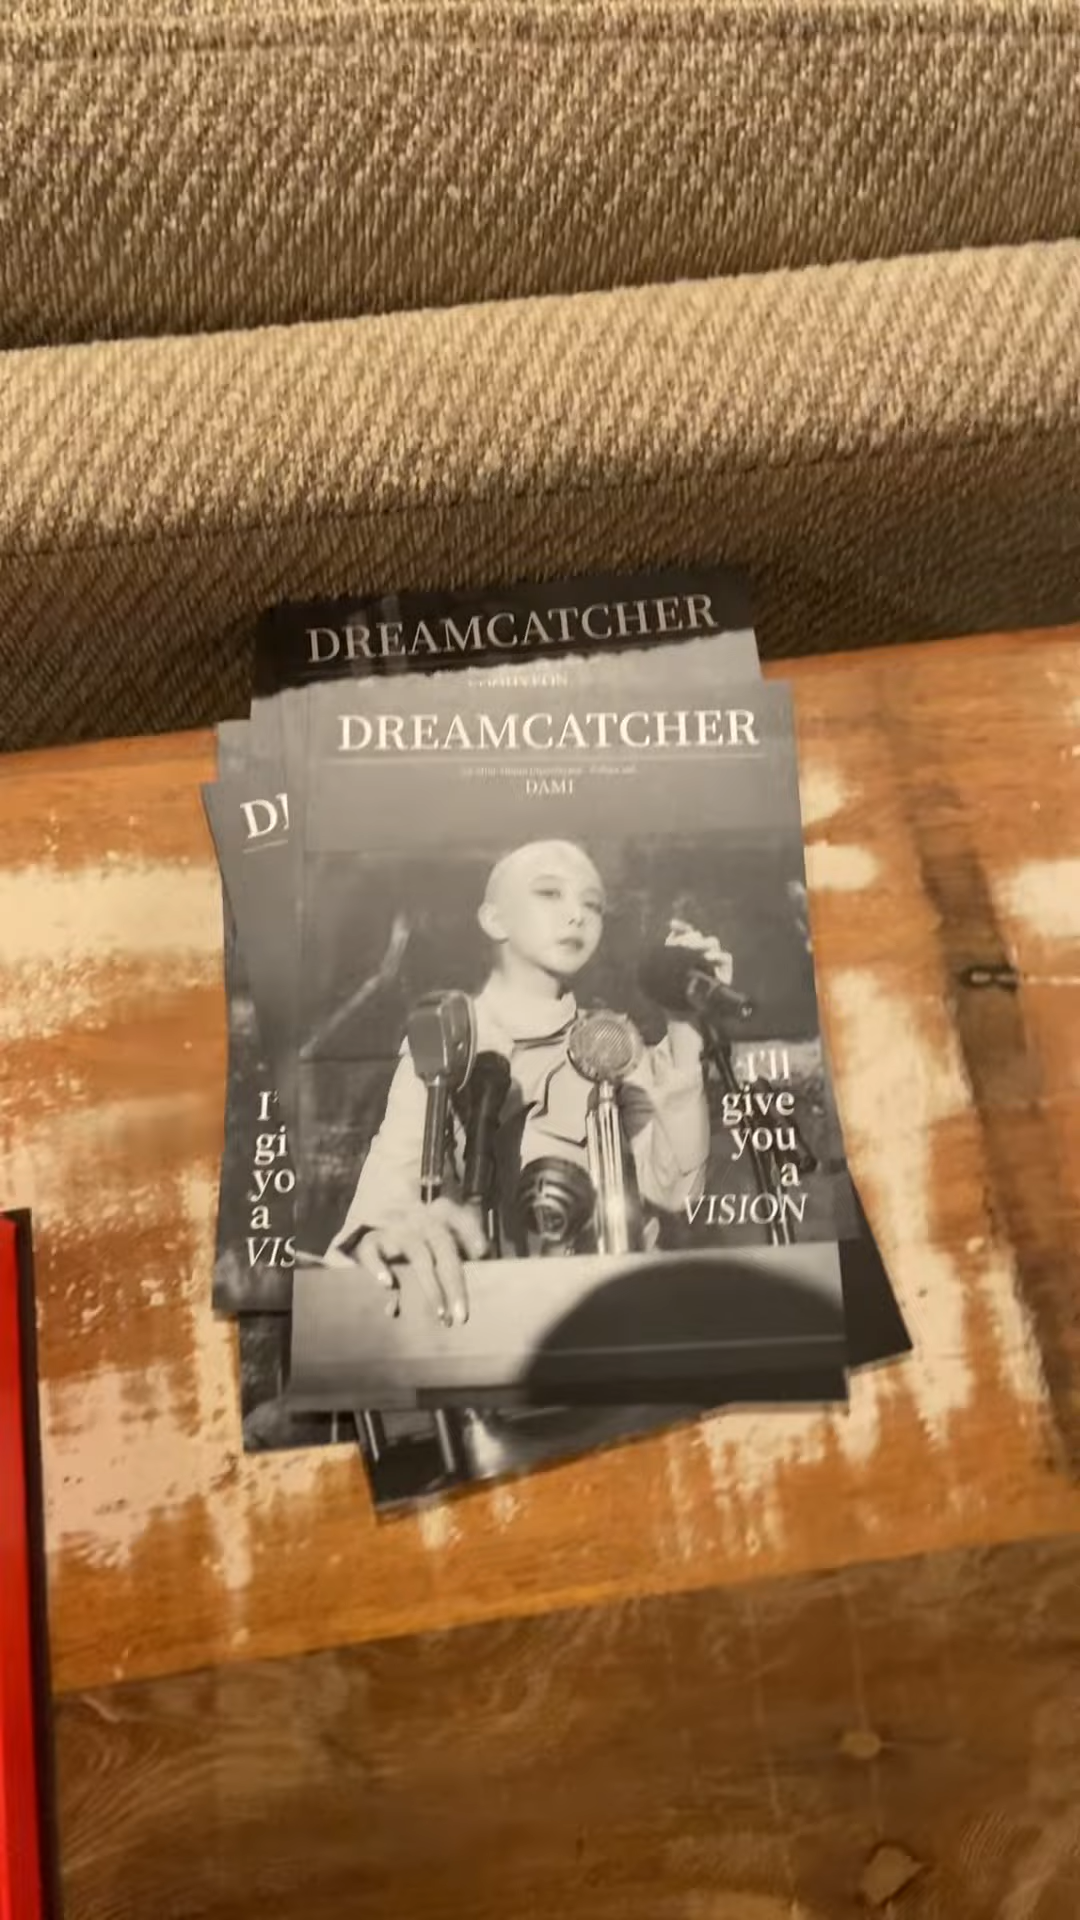 DREAMCATCHER
DREAMCATCHER
DAMI
I'll
give
you
a
VISION
I'
gi
yo
a
VIS